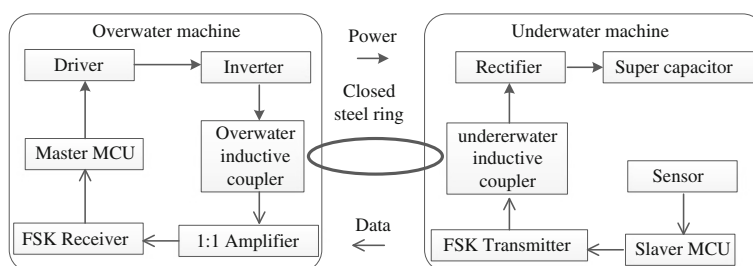 Overwater machine
Driver
Inverter
Master MCU
Overwater
inductive
coupler
FSK Receiver
1:1 Amplifier
Power
Closed
steel ring
Data
Underwater machine
Rectifier
Super capacitor
undererwater
inductive
coupler
Sensor
FSK Transmitter
Slaver MCU